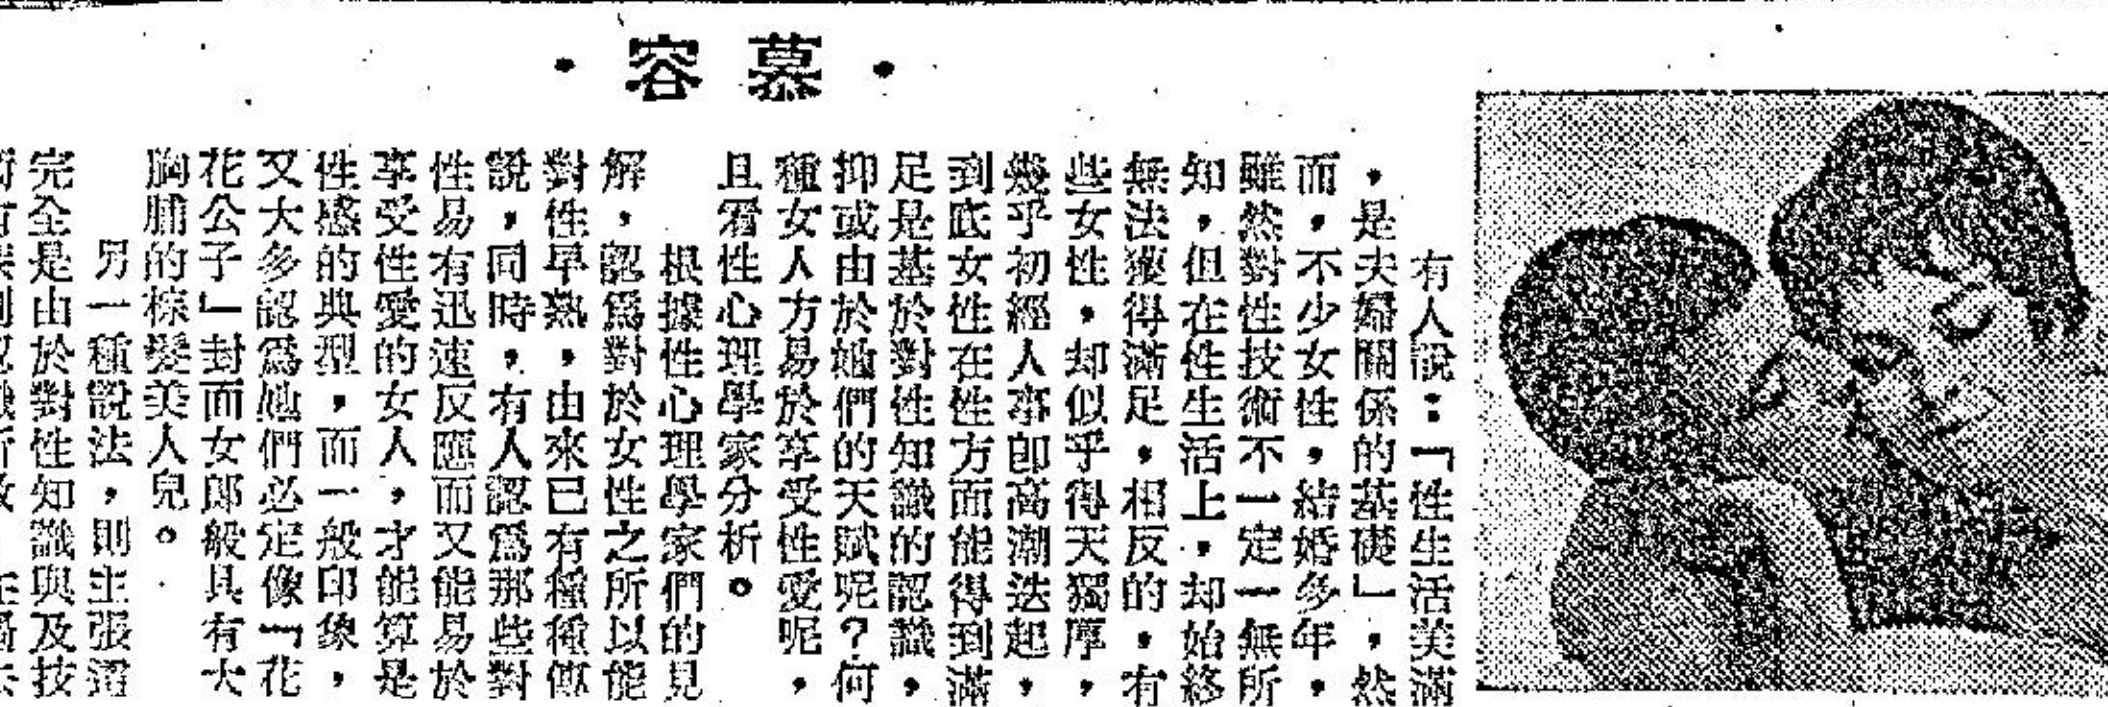 ·慕容·
有人說：「性生活美滿
，是夫婦關係的基礎」，然
而，不少女性，結婚多年，
雖然對性技術不一定一無所
知，但在性生活上，却始終
無法獲得滿足，相反的，有
些女性，却似乎得天獨厚，
幾乎初經人事卽高潮迭起，
到底女性在性方面能得到滿
足是基於對性知識的認識，
抑或由於她們的天賦呢？何
種女人方易於享受性愛呢，
且看性心理學家分析。
根據性心理學家們的見
解，認爲對於女性之所以能
對性早熟，由來已有種種傳
說，同時，有人認爲那些對
性易有迅速反應而又能易於
享受性愛的女人，才能算是
性感的典型，而一般印象，
又大多認爲她們必定像「花
花公子」封面女郎般具有大
胸脯的棕髮美人兒。
另一種說法，則主張這
完全是由於對性知識與及技